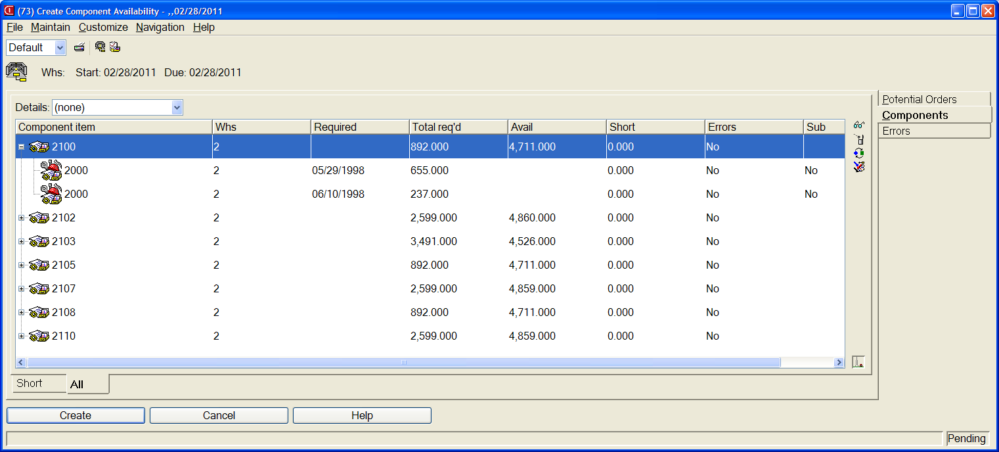 (73) Create Component Availability - ,,02/28/2011
File Maintain Customize Navigation Help
Default
Whs: Start: 02/28/2011 Due: 02/28/2011
Details: (none)
Component item Whs Required Total req'd Avail Short Errors Sub
2100 2 892.000 4,711.000 0.000 No
2000 2 05/29/1998 655.000 0.000 No No
2000 2 06/10/1998 237.000 0.000 No No
2102 2 2,599.000 4,860.000 0.000 No
2103 2 3,491.000 4,526.000 0.000 No
2105 2 892.000 4,711.000 0.000 No
2107 2 2,599.000 4,859.000 0.000 No
2108 2 892.000 4,711.000 0.000 No
2110 2 2,599.000 4,859.000 0.000 No
Short All
Potential Orders
Components
Errors
Create Cancel Help
Pending